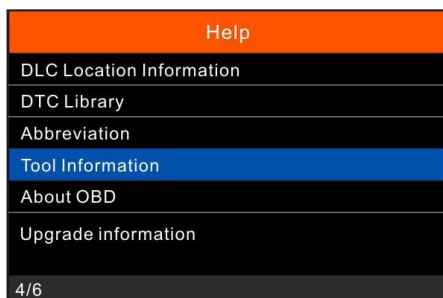 Help
DLC Location Information
DTC Library
Abbreviation
Tool Information
About OBD
Upgrade information
4/6